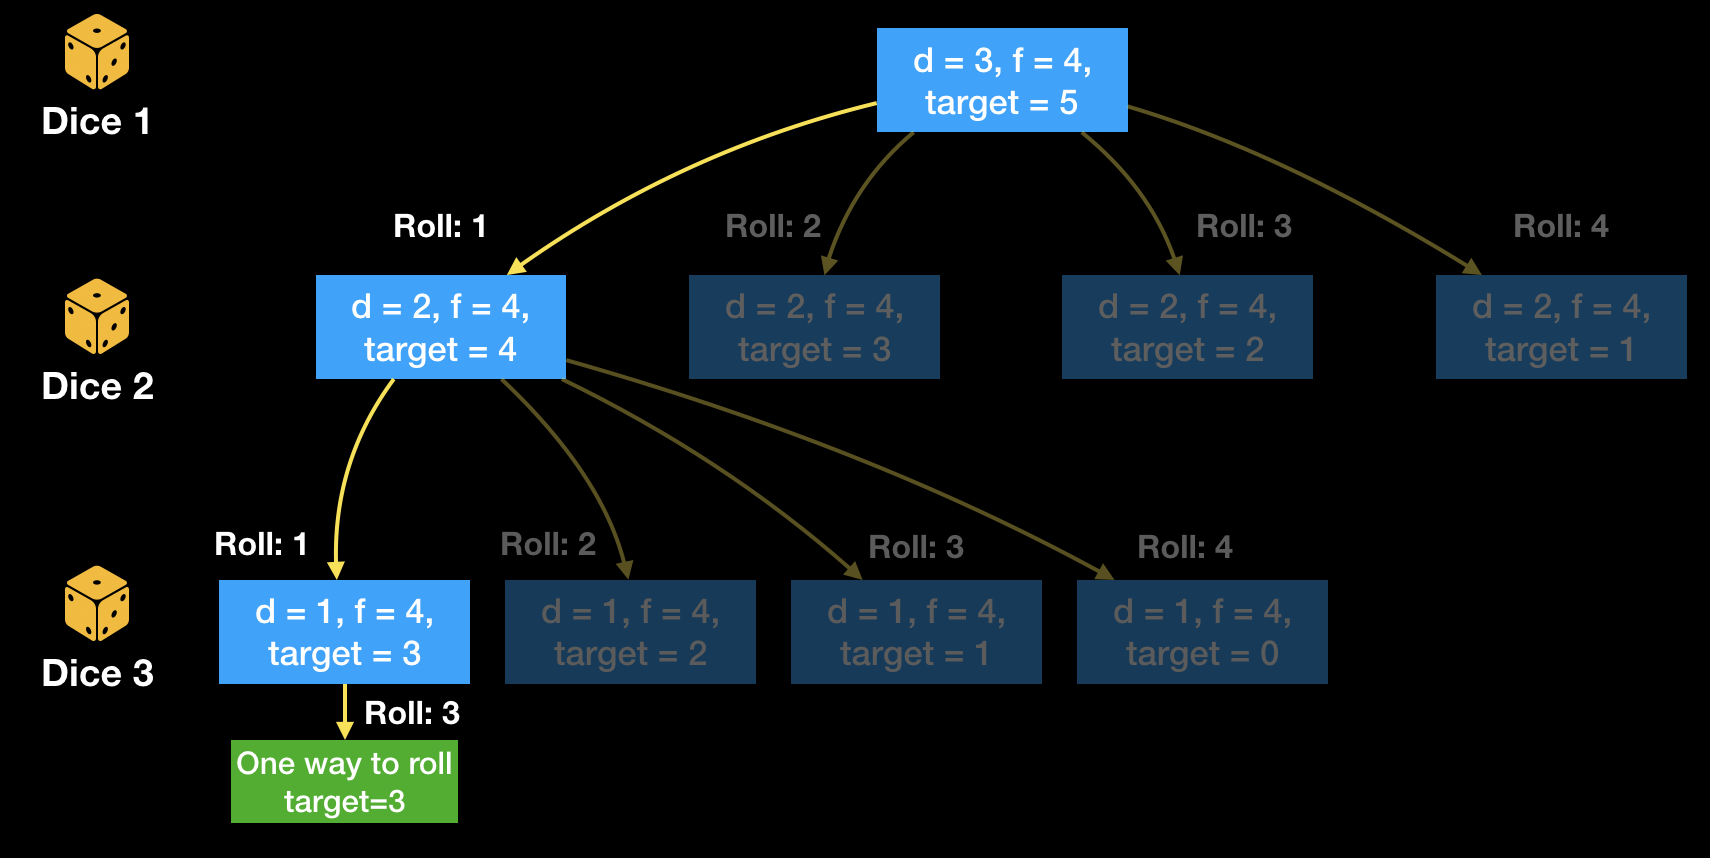 d = 3, f = 4,
target = 5
Dice 1
Roll: 1
Roll: 2
Roll: 3
Roll: 4
d = 2, f = 4,
target = 4
d = 2, f = 4,
target = 3
d = 2, f = 4,
target = 2
d = 2, f = 4,
target = 1
Dice 2
Roll: 1
Roll: 2
Roll: 3
Roll: 4
d = 1, f = 4,
target = 3
d = 1, f = 4,
target = 2
d = 1, f = 4,
target = 1
d = 1, f = 4,
target = 0
Dice 3
Roll: 3
One way to roll
target=3